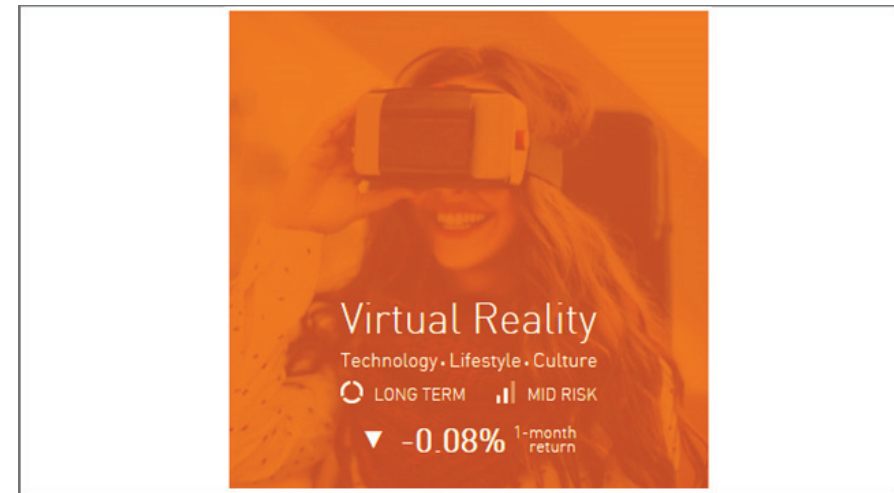 Virtual Reality
Technology • Lifestyle • Culture
LONG TERM MID RISK
▼ -0.08% 1-month return